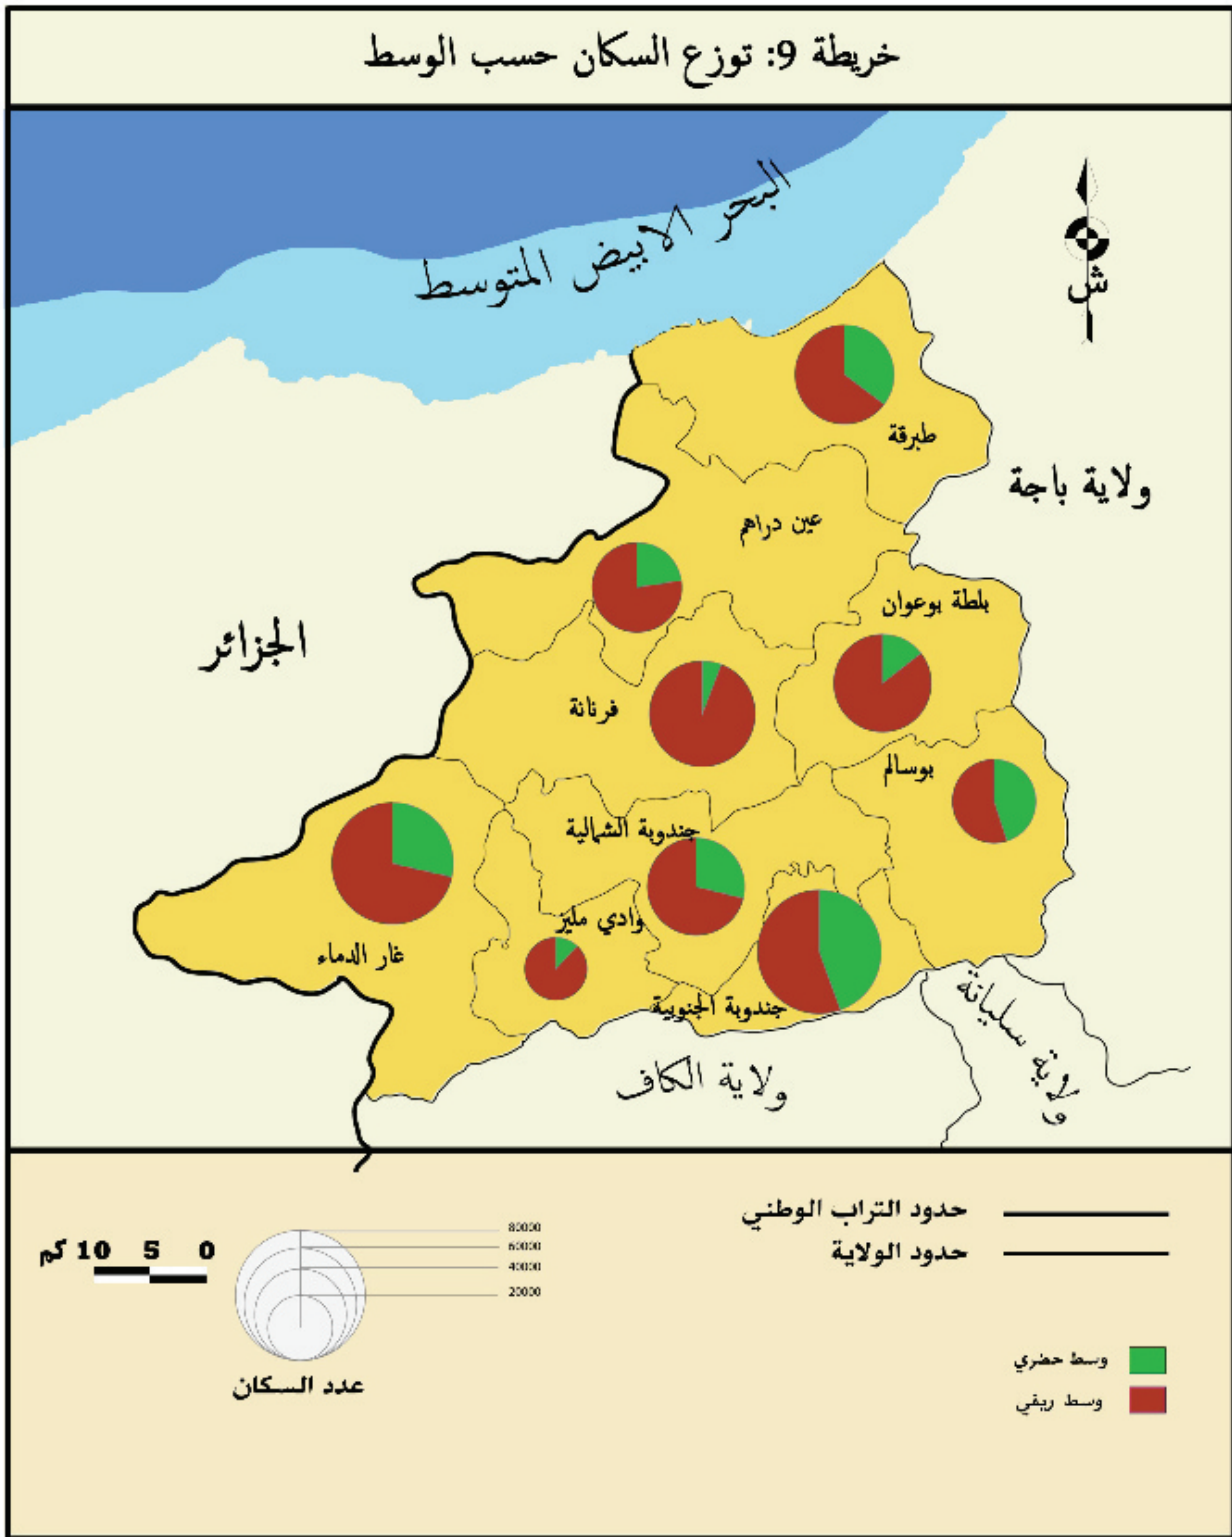 خريطة 9: توزع السكان حسب الوسط
البحر الابيض المتوسط
ش
طبرقة
ولاية باجة
عين دراهم
بلطة بوعوان
الجزائر
فرنانة
بوسالم
جندوبة الشمالية
وادي مليز
غار الدماء
جندوبة الجنوبية
ولاية سليانة
ولاية الكاف
حدود التراب الوطني
حدود الولاية
80000
60000
40000
20000
10 5 0 كم
عدد السكان
وسط حضري
وسط ريفي